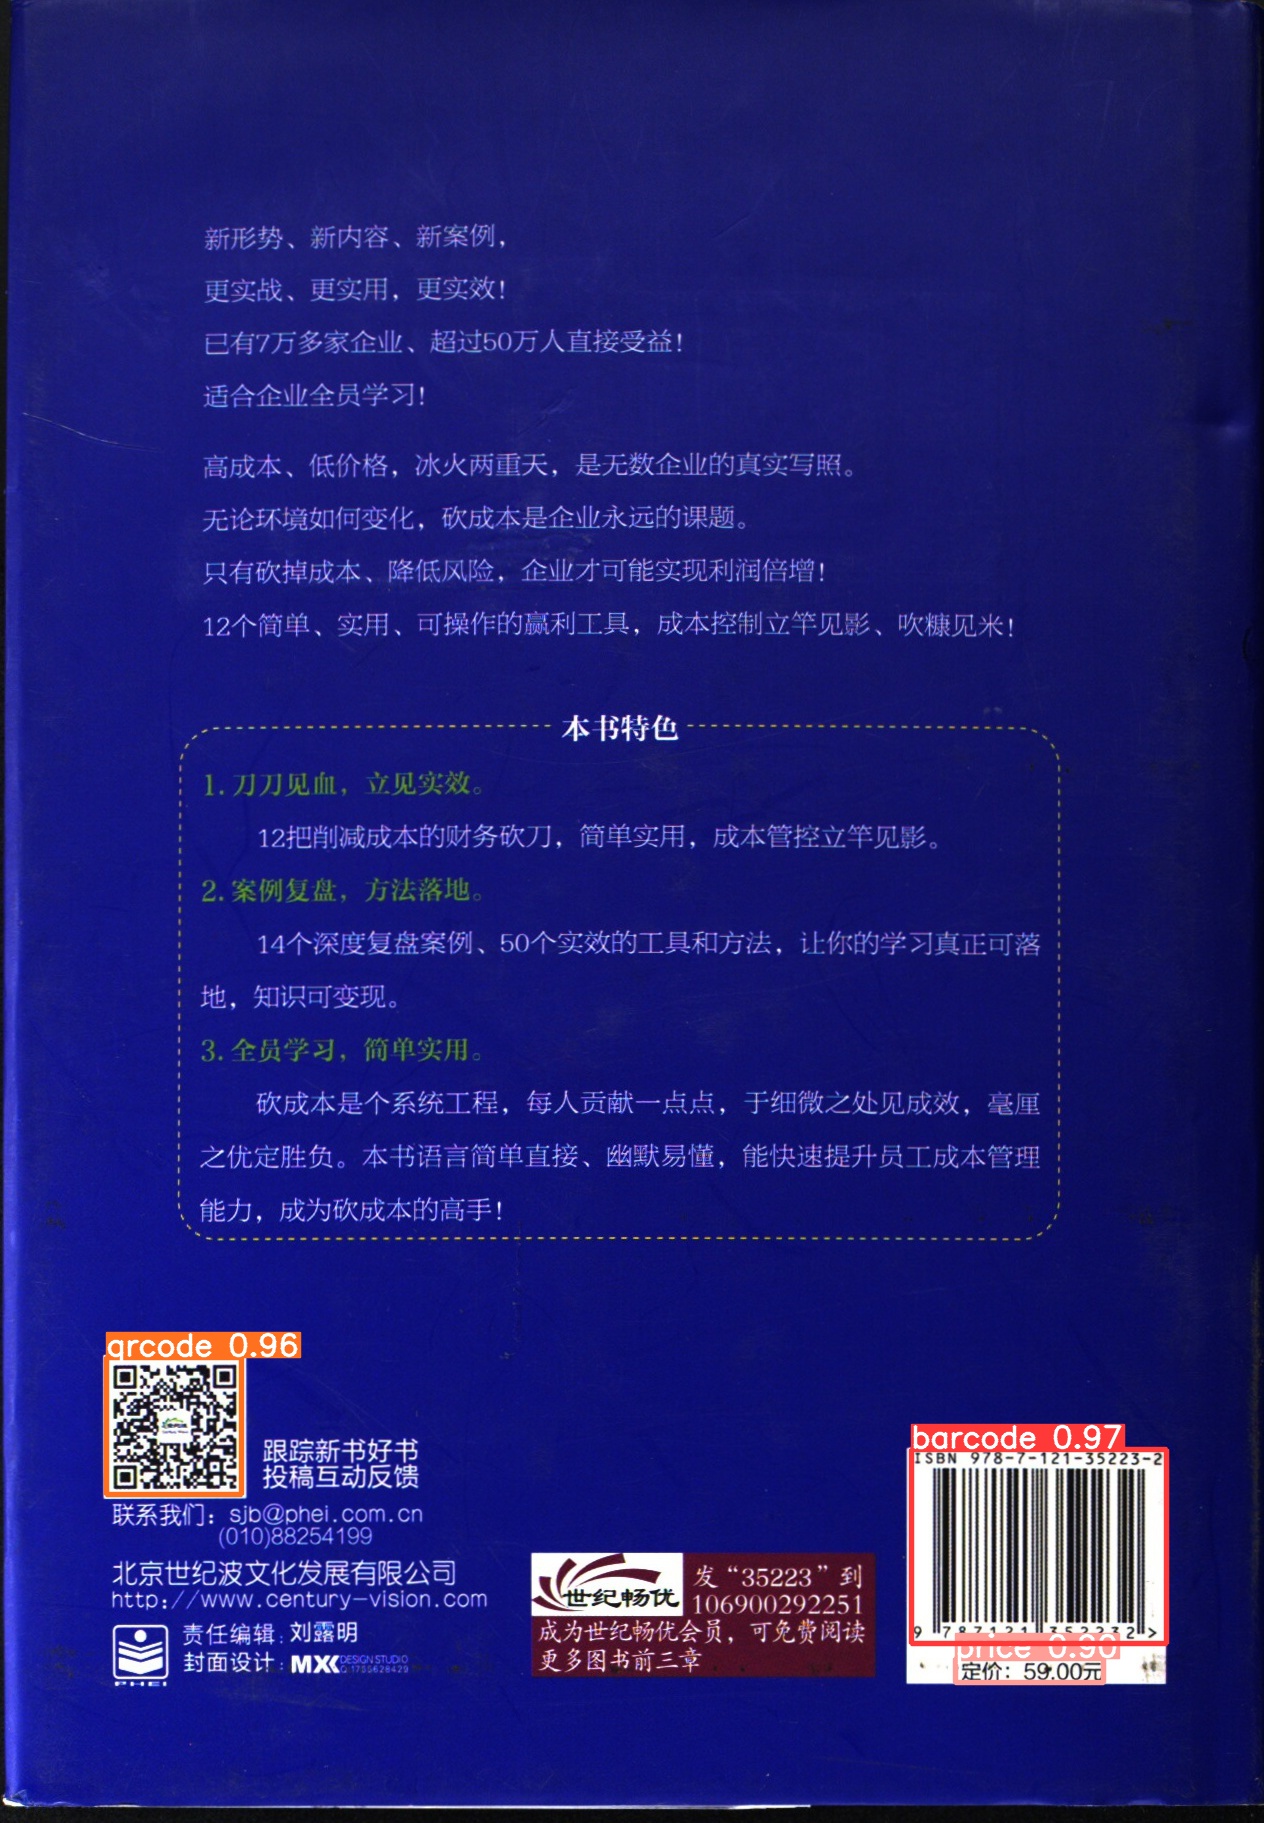 新形势、新内容、新案例，
更实战、更实用，更实效！
已有7万多家企业、超过50万人直接受益！
适合企业全员学习！
高成本、低价格，冰火两重天，是无数企业的真实写照。
无论环境如何变化，砍成本是企业永远的课题。
只有砍掉成本、降低风险，企业才可能实现利润倍增！
12个简单、实用、可操作的赢利工具，成本控制立竿见影、吹糠见米！
本书特色
1. 刀刀见血，立见实效。
12把削减成本的财务砍刀，简单实用，成本管控立竿见影。
2. 案例复盘，方法落地。
14个深度复盘案例、50个实效的工具和方法，让你的学习真正可落
地，知识可变现。
3. 全员学习，简单实用。
砍成本是个系统工程，每人贡献一点点，于细微之处见成效，毫厘
之优定胜负。本书语言简单直接、幽默易懂，能快速提升员工成本管理
能力，成为砍成本的高手！
qrcode 0.96
跟踪新书好书
投稿互动反馈
联系我们：sjb@phei.com.cn
(010)88254199
北京世纪波文化发展有限公司
http://www.century-vision.com
责任编辑：刘露明
封面设计：MX DESIGN STUDIO
PHEI
世纪畅优
发“35223”到
106900292251
成为世纪畅优会员，可免费阅读
更多图书前三章
barcode 0.97
ISBN 978-7-121-35223-2
9 787121 352232 >
price 0.90
定价：59.00元